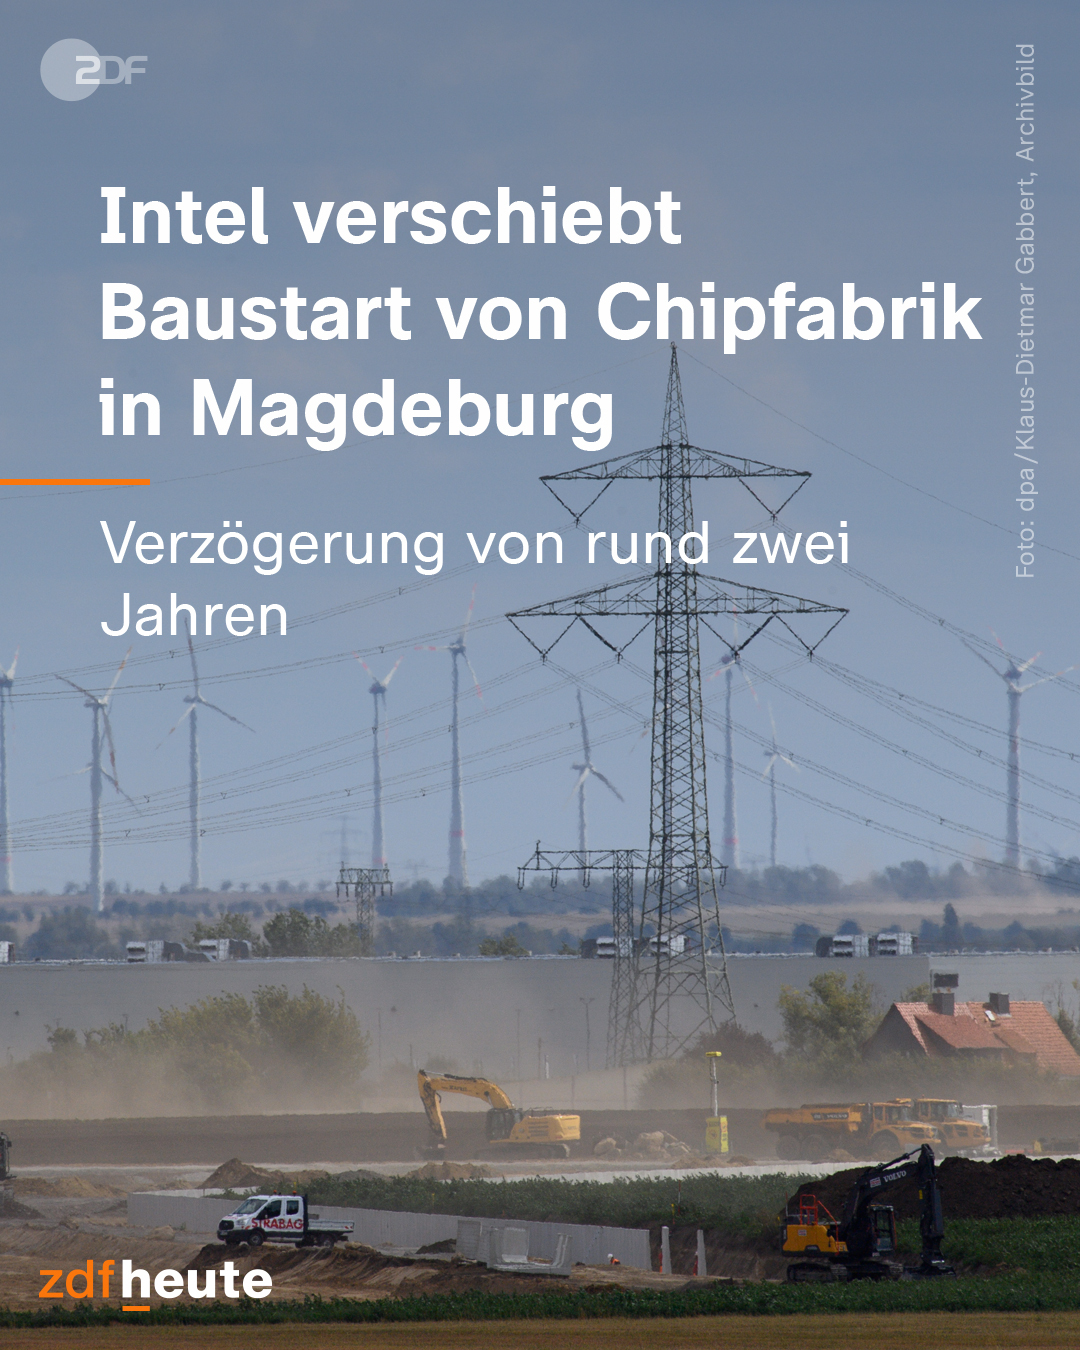 ZDF
Intel verschiebt
Baustart von Chipfabrik
in Magdeburg
Verzögerung von rund zwei
Jahren
Foto: dpa/Klaus-Dietmar Gabbert, Archivbild
VOLVO
STRABAG
zdfheute